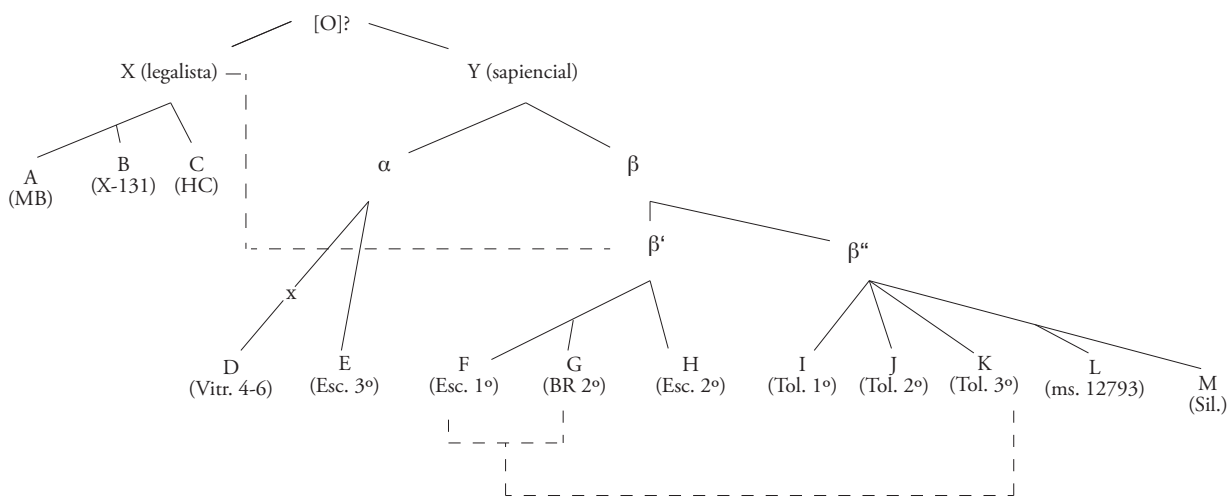 [O]?
X (legalista)
Y (sapiencial)
α
β
A
(MB)
B
(X-131)
C
(HC)
β‘
β“
x
D
(Vitr. 4-6)
E
(Esc. 3º)
F
(Esc. 1º)
G
(BR 2º)
H
(Esc. 2º)
I
(Tol. 1º)
J
(Tol. 2º)
K
(Tol. 3º)
L
(ms. 12793)
M
(Sil.)